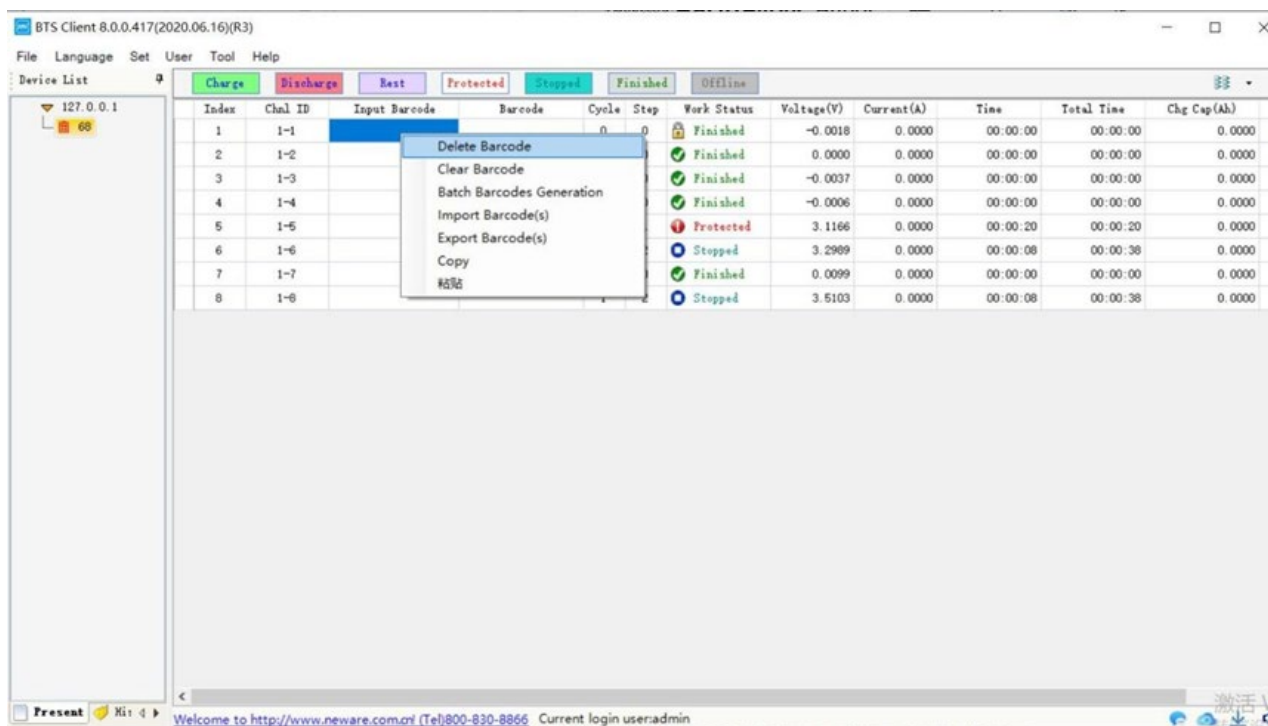 BTS Client 8.0.0.417(2020.06.16)(R3)
File Language Set User Tool Help
Device List Charge Discharge Rest Protected Stopped Finished Offline
127.0.0.1
68
Index Chnl ID Input Barcode Barcode Cycle Step Work Status Voltage(V) Current(A) Time Total Time Chg Cap(Ah)
1 1-1 0 0 Finished -0.0018 0.0000 00:00:00 00:00:00 0.0000
2 1-2 Finished 0.0000 0.0000 00:00:00 00:00:00 0.0000
3 1-3 Finished -0.0037 0.0000 00:00:00 00:00:00 0.0000
4 1-4 Finished -0.0006 0.0000 00:00:00 00:00:00 0.0000
5 1-5 Protected 3.1166 0.0000 00:00:20 00:00:20 0.0000
6 1-6 Stopped 3.2989 0.0000 00:00:08 00:00:38 0.0000
7 1-7 Finished 0.0099 0.0000 00:00:00 00:00:00 0.0000
8 1-8 1 2 Stopped 3.5103 0.0000 00:00:08 00:00:38 0.0000
Delete Barcode
Clear Barcode
Batch Barcodes Generation
Import Barcode(s)
Export Barcode(s)
Copy
粘贴
激活
Present His
Welcome to http://www.neware.com.cn! (Tel)800-830-8866 Current login user:admin